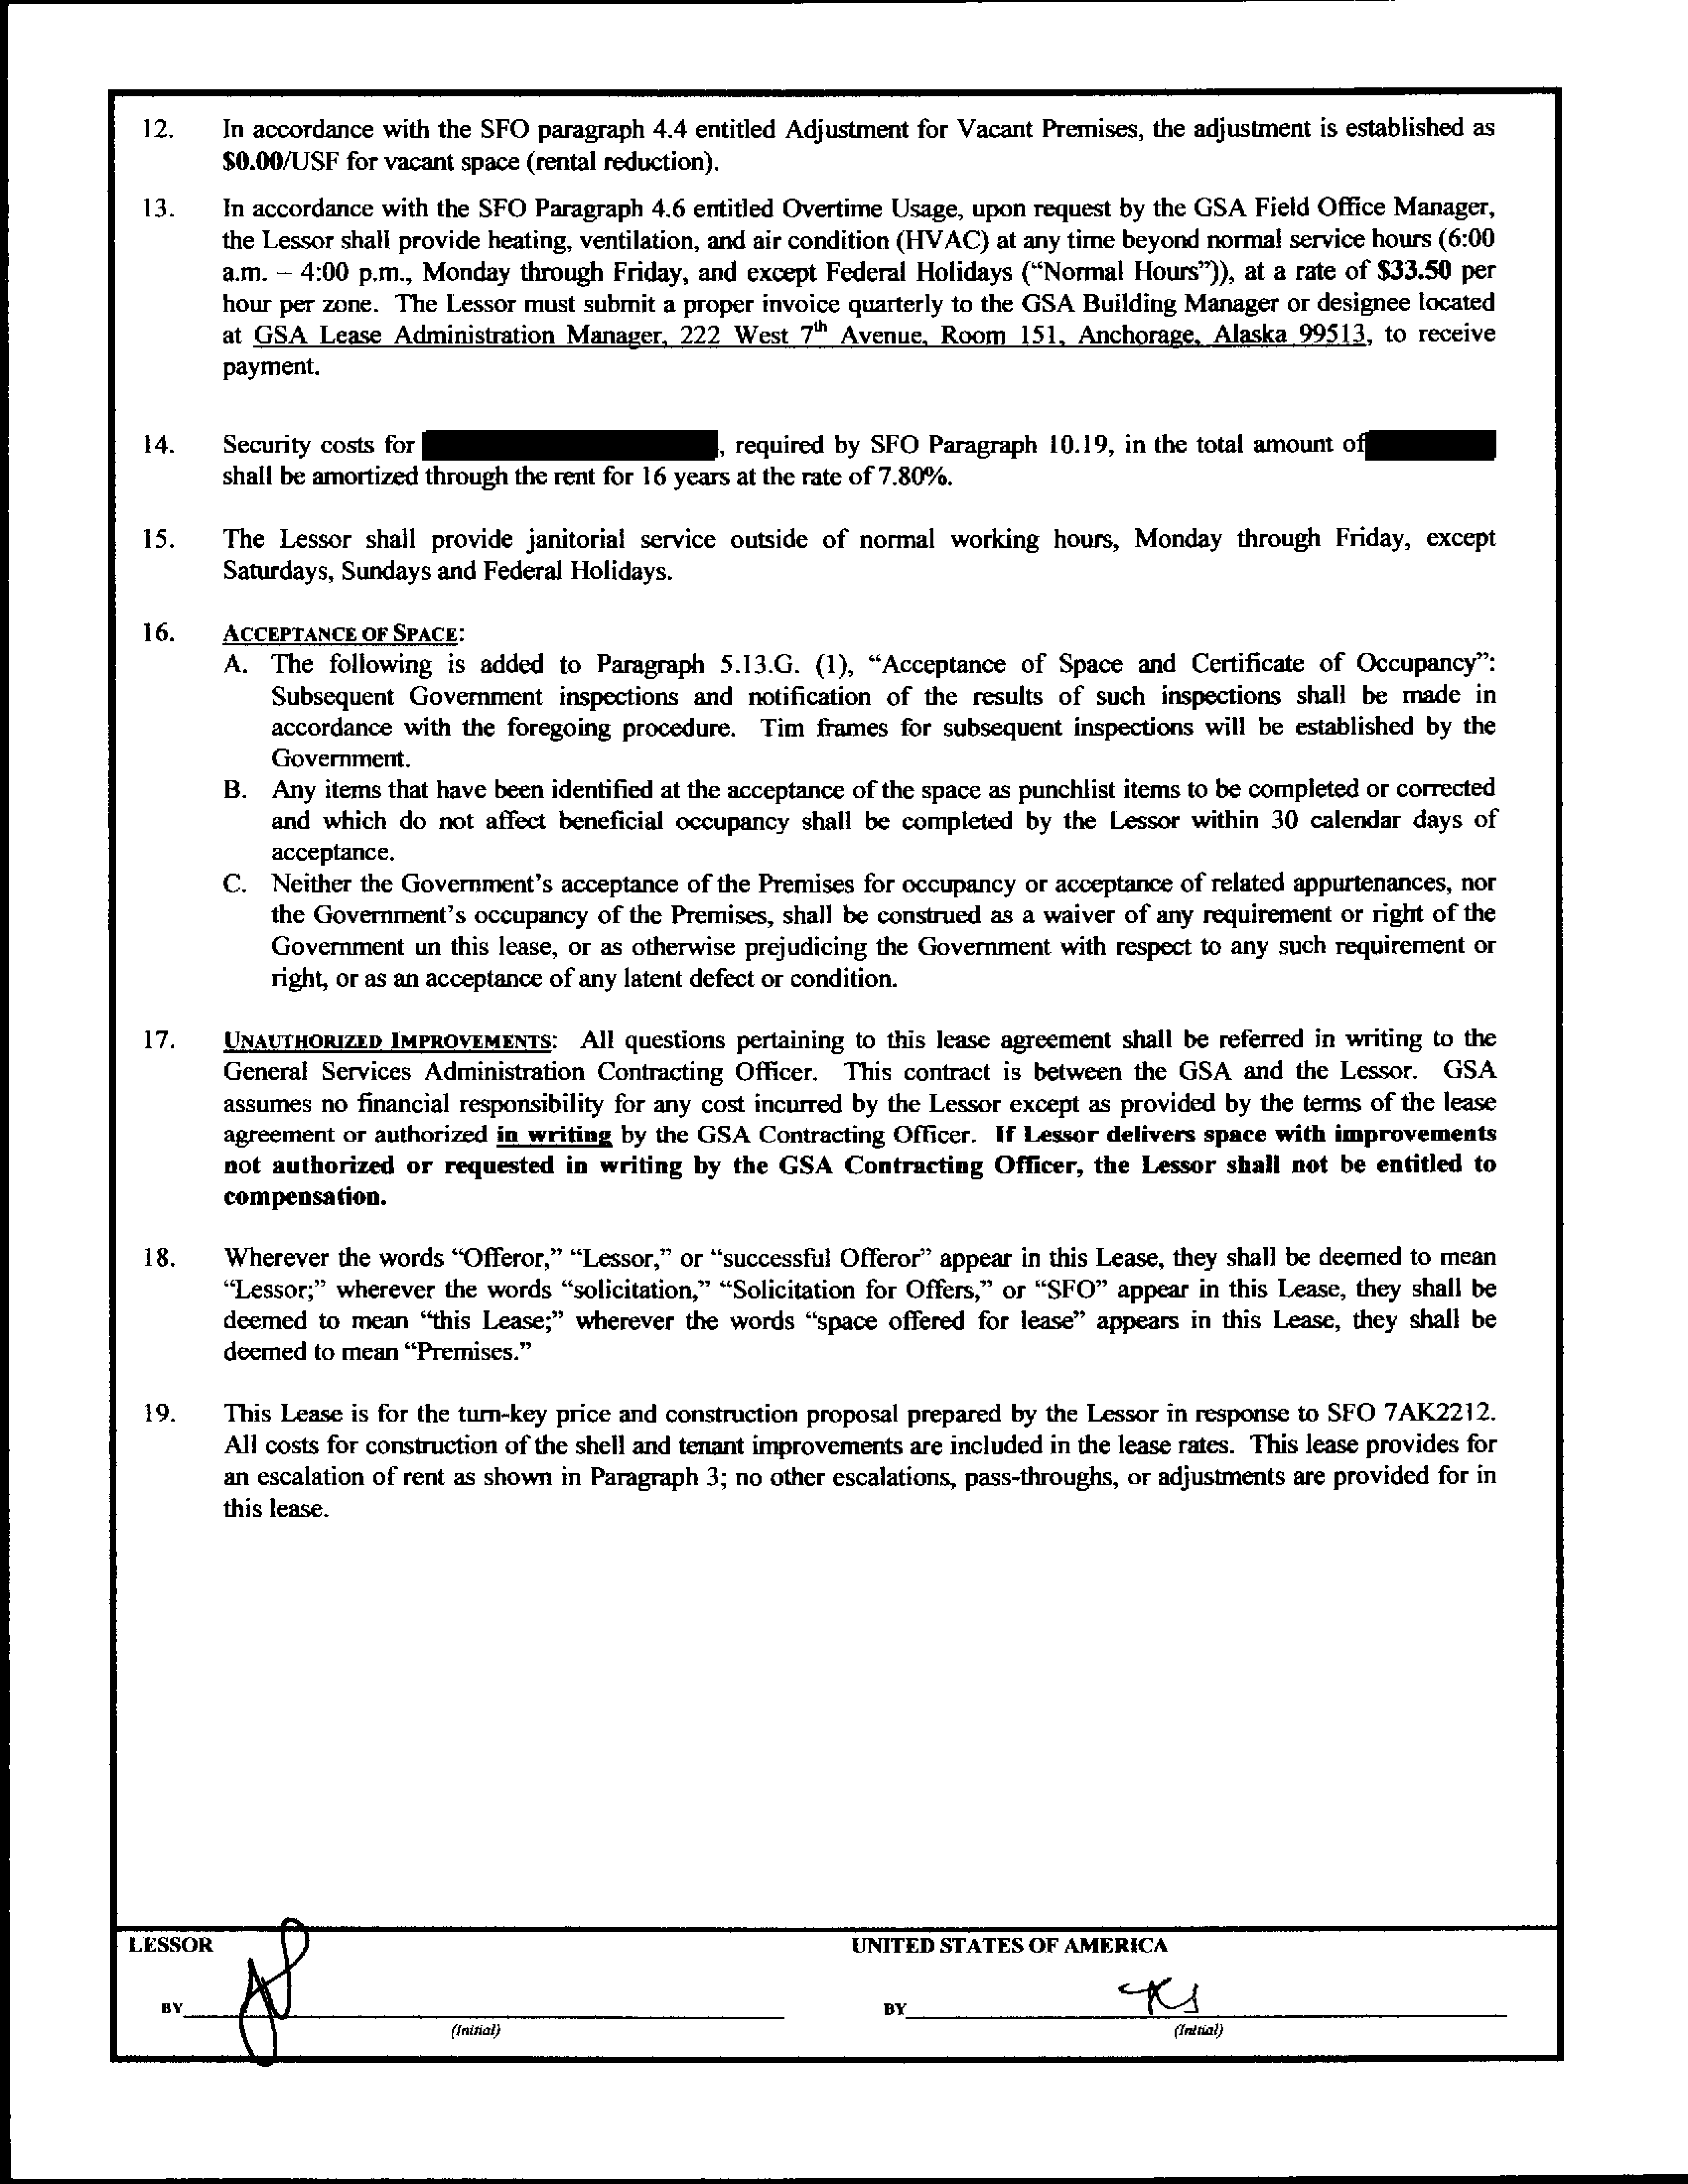 12. In accordance with the SFO paragraph 4.4 entitled Adjustment for Vacant Premises, the adjustment is established as
$0.00/USF for vacant space (rental reduction).
13. In accordance with the SFO Paragraph 4.6 entitled Overtime Usage, upon request by the GSA Field Office Manager,
the Lessor shall provide heating, ventilation, and air condition (HVAC) at any time beyond normal service hours (6:00
a.m. – 4:00 p.m., Monday through Friday, and except Federal Holidays (“Normal Hours”)), at a rate of $33.50 per
hour per zone. The Lessor must submit a proper invoice quarterly to the GSA Building Manager or designee located
at GSA Lease Administration Manager, 222 West 7th Avenue, Room 151, Anchorage, Alaska 99513, to receive
payment.
14. Security costs for , required by SFO Paragraph 10.19, in the total amount of
shall be amortized through the rent for 16 years at the rate of 7.80%.
15. The Lessor shall provide janitorial service outside of normal working hours, Monday through Friday, except
Saturdays, Sundays and Federal Holidays.
16. ACCEPTANCE OF SPACE:
A. The following is added to Paragraph 5.13.G. (1), “Acceptance of Space and Certificate of Occupancy”:
Subsequent Government inspections and notification of the results of such inspections shall be made in
accordance with the foregoing procedure. Tim frames for subsequent inspections will be established by the
Government.
B. Any items that have been identified at the acceptance of the space as punchlist items to be completed or corrected
and which do not affect beneficial occupancy shall be completed by the Lessor within 30 calendar days of
acceptance.
C. Neither the Government’s acceptance of the Premises for occupancy or acceptance of related appurtenances, nor
the Government’s occupancy of the Premises, shall be construed as a waiver of any requirement or right of the
Government un this lease, or as otherwise prejudicing the Government with respect to any such requirement or
right, or as an acceptance of any latent defect or condition.
17. UNAUTHORIZED IMPROVEMENTS: All questions pertaining to this lease agreement shall be referred in writing to the
General Services Administration Contracting Officer. This contract is between the GSA and the Lessor. GSA
assumes no financial responsibility for any cost incurred by the Lessor except as provided by the terms of the lease
agreement or authorized in writing by the GSA Contracting Officer. If Lessor delivers space with improvements
not authorized or requested in writing by the GSA Contracting Officer, the Lessor shall not be entitled to
compensation.
18. Wherever the words “Offeror,” “Lessor,” or “successful Offeror” appear in this Lease, they shall be deemed to mean
“Lessor;” wherever the words “solicitation,” “Solicitation for Offers,” or “SFO” appear in this Lease, they shall be
deemed to mean “this Lease;” wherever the words “space offered for lease” appears in this Lease, they shall be
deemed to mean “Premises.”
19. This Lease is for the turn-key price and construction proposal prepared by the Lessor in response to SFO 7AK2212.
All costs for construction of the shell and tenant improvements are included in the lease rates. This lease provides for
an escalation of rent as shown in Paragraph 3; no other escalations, pass-throughs, or adjustments are provided for in
this lease.
LESSOR
BY
(Initial)
UNITED STATES OF AMERICA
BY
(Initial)